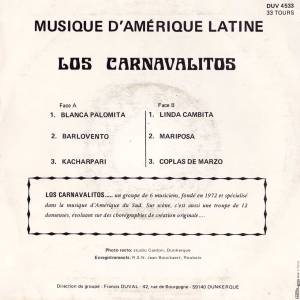 DUV 4533
33 TOURS
MUSIQUE D'AMÉRIQUE LATINE
LOS CARNAVALITOS
Face A
1. BLANCA PALOMITA
2. BARLOVENTO
3. KACHARPARI
Face B
1. LINDA CAMBITA
2. MARIPOSA
3. COPLAS DE MARZO
LOS CARNAVALITOS..... un groupe de 6 musiciens, fondé en 1972 et spécialisé
dans la musique d'Amérique du Sud. Sur scène, c'est aussi une troupe de 12
danseuses, évoluant sur des chorégraphies de création originale....
Photo recto: studio Gaston, Dunkerque
Enregistrements: R.S.N. Jean Bonckaert, Roubaix
Direction du groupe: Francis DUVAL - 42, rue de Bourgogne - 59140 DUNKERQUE